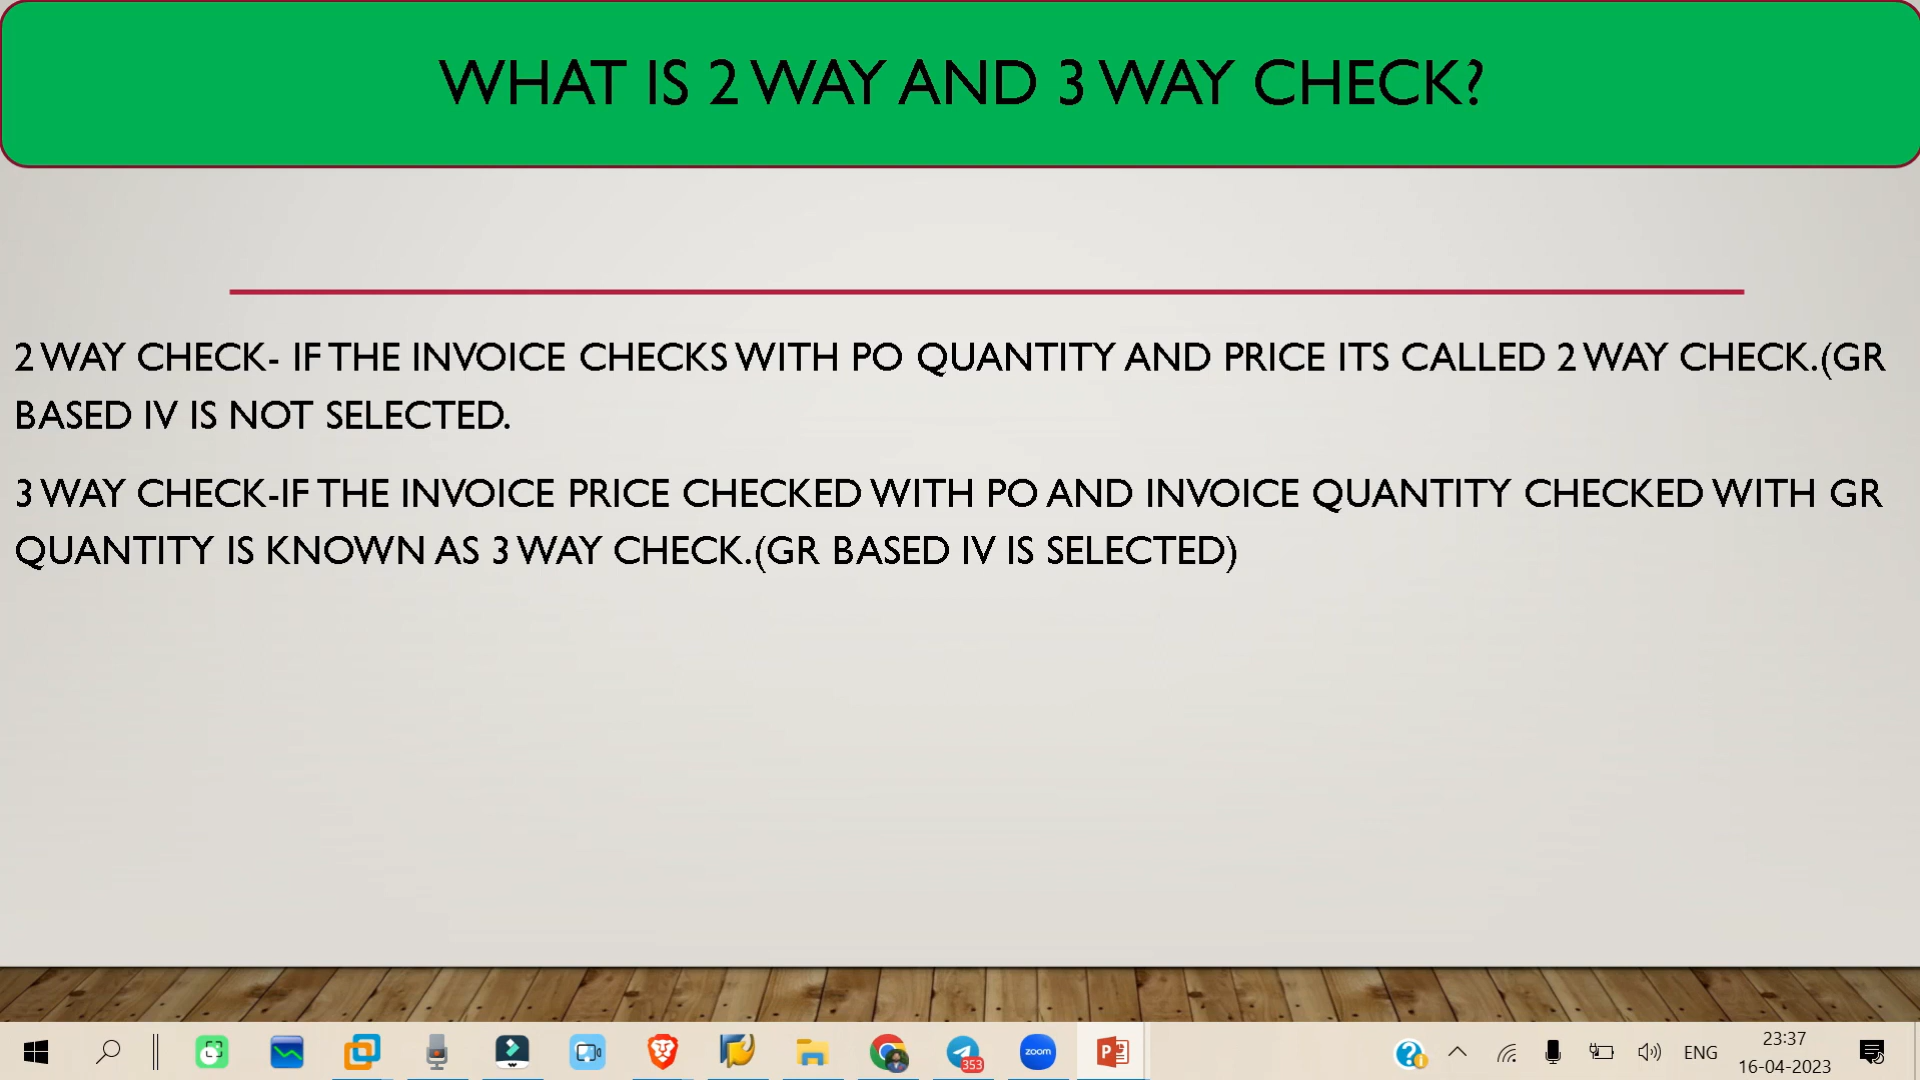 WHAT IS 2 WAY AND 3 WAY CHECK?
2 WAY CHECK- IF THE INVOICE CHECKS WITH PO QUANTITY AND PRICE ITS CALLED 2 WAY CHECK.(GR
BASED IV IS NOT SELECTED.
3 WAY CHECK-IF THE INVOICE PRICE CHECKED WITH PO AND INVOICE QUANTITY CHECKED WITH GR
QUANTITY IS KNOWN AS 3 WAY CHECK.(GR BASED IV IS SELECTED)
353
zoom
ENG
23:37
16-04-2023